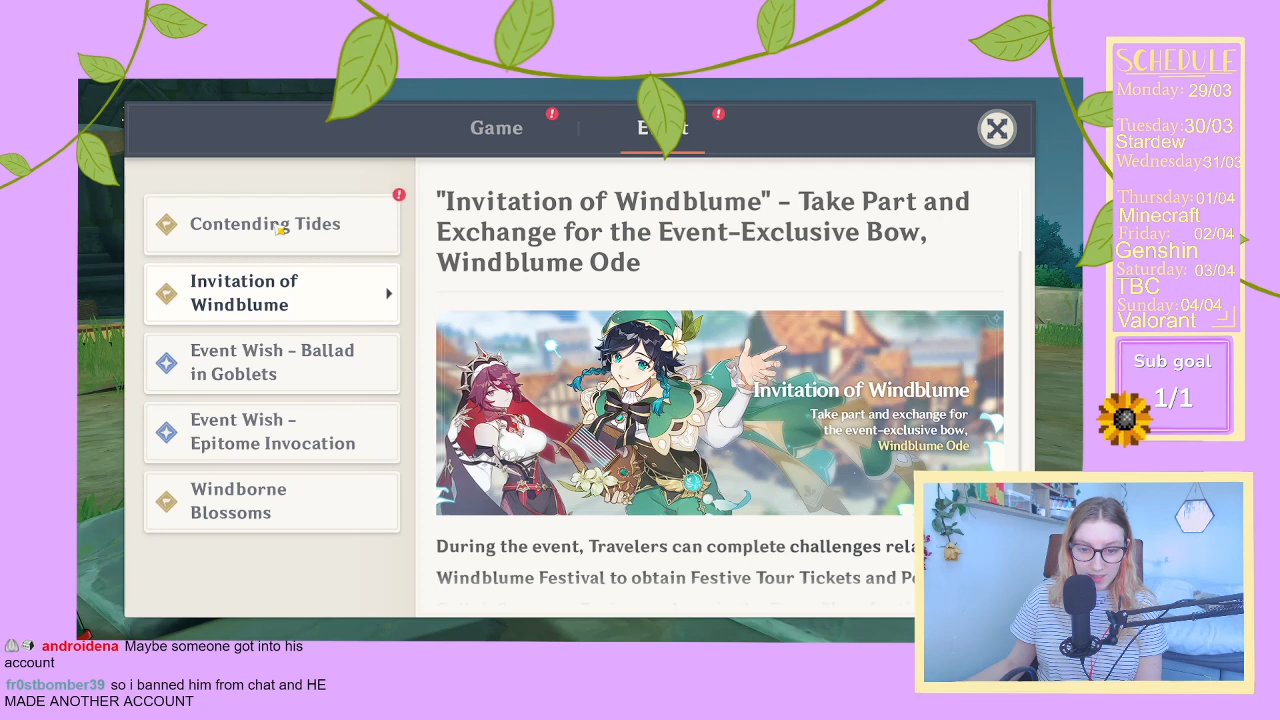 Game
!
!
Contending Tides
!
Invitation of
Windblume
Event Wish - Ballad
in Goblets
Event Wish -
Epitome Invocation
Windborne
Blossoms
"Invitation of Windblume" - Take Part and
Exchange for the Event-Exclusive Bow,
Windblume Ode
Invitation of Windblume
Take part and exchange for
the event-exclusive bow,
Windblume Ode
During the event, Travelers can complete challenges rela
Windblume Festival to obtain Festive Tour Tickets and
SCHEDULE
Monday: 29/03
Tuesday: 30/03
Stardew
Wednesday: 31/03
Thursday: 01/04
Minecraft
Friday: 02/04
Genshin
Saturday: 03/04
TBC
Sunday: 04/04
Valorant
Sub goal
1/1
androidena Maybe someone got into his
account
fr0stbomber39 so i banned him from chat and HE
MADE ANOTHER ACCOUNT